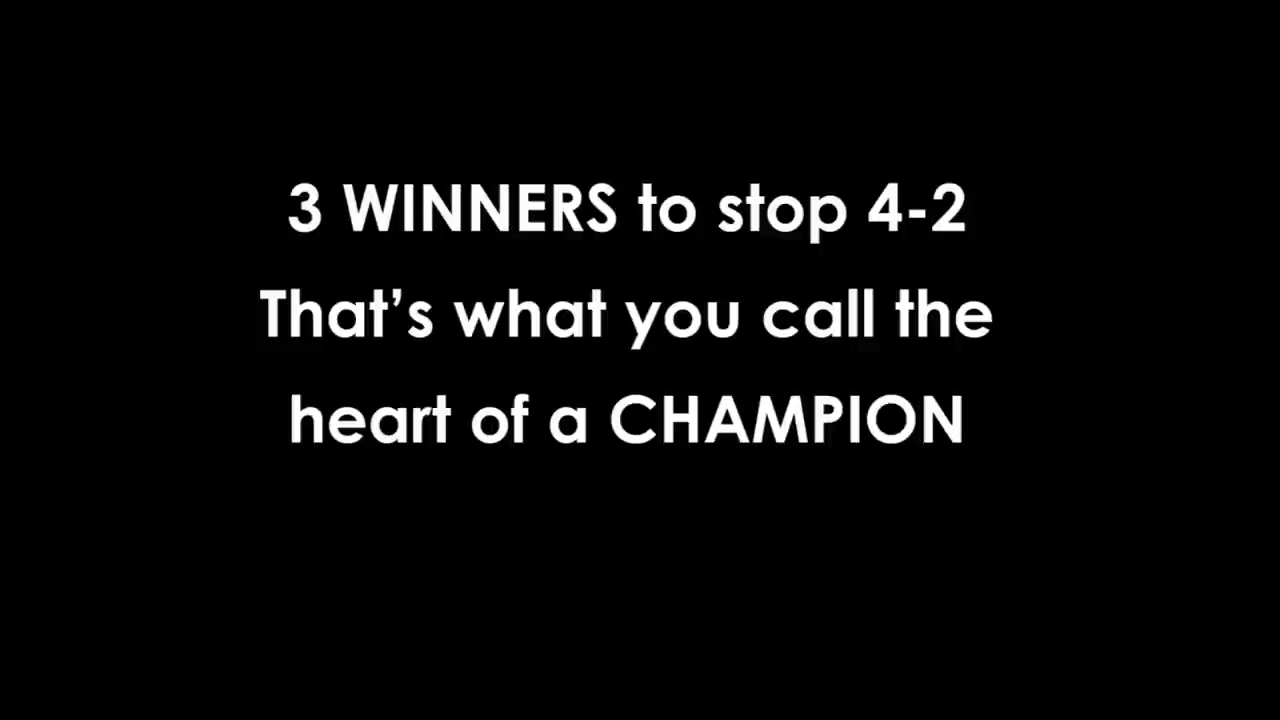 3 WINNERS to stop 4-2
That’s what you call the
heart of a CHAMPION